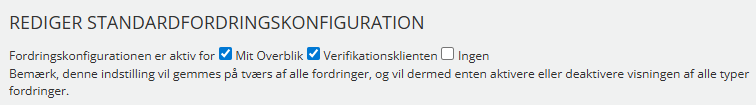 REDIGER STANDARDFORDRINGSKONFIGURATION
Fordringskonfigurationen er aktiv for Mit Overblik Verifikationsklienten Ingen
Bemærk, denne indstilling vil gemmes på tværs af alle fordringer, og vil dermed enten aktivere eller deaktivere visningen af alle typer
fordringer.